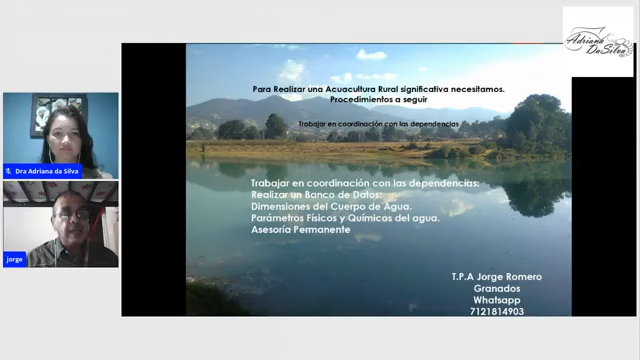 Adriana
DaSilva
Para Realizar una Acuacultura Rural significativa necesitamos.
Procedimientos a seguir
Trabajar en coordinación con las dependencias
Trabajar en coordinación con las dependencias:
Realizar un Banco de Datos:
Dimensiones del Cuerpo de Agua.
Parámetros Físicos y Químicos del agua.
Asesoría Permanente
T.P.A Jorge Romero
Granados
Whatsapp
7121814903
Dra Adriana da Silva
jorge